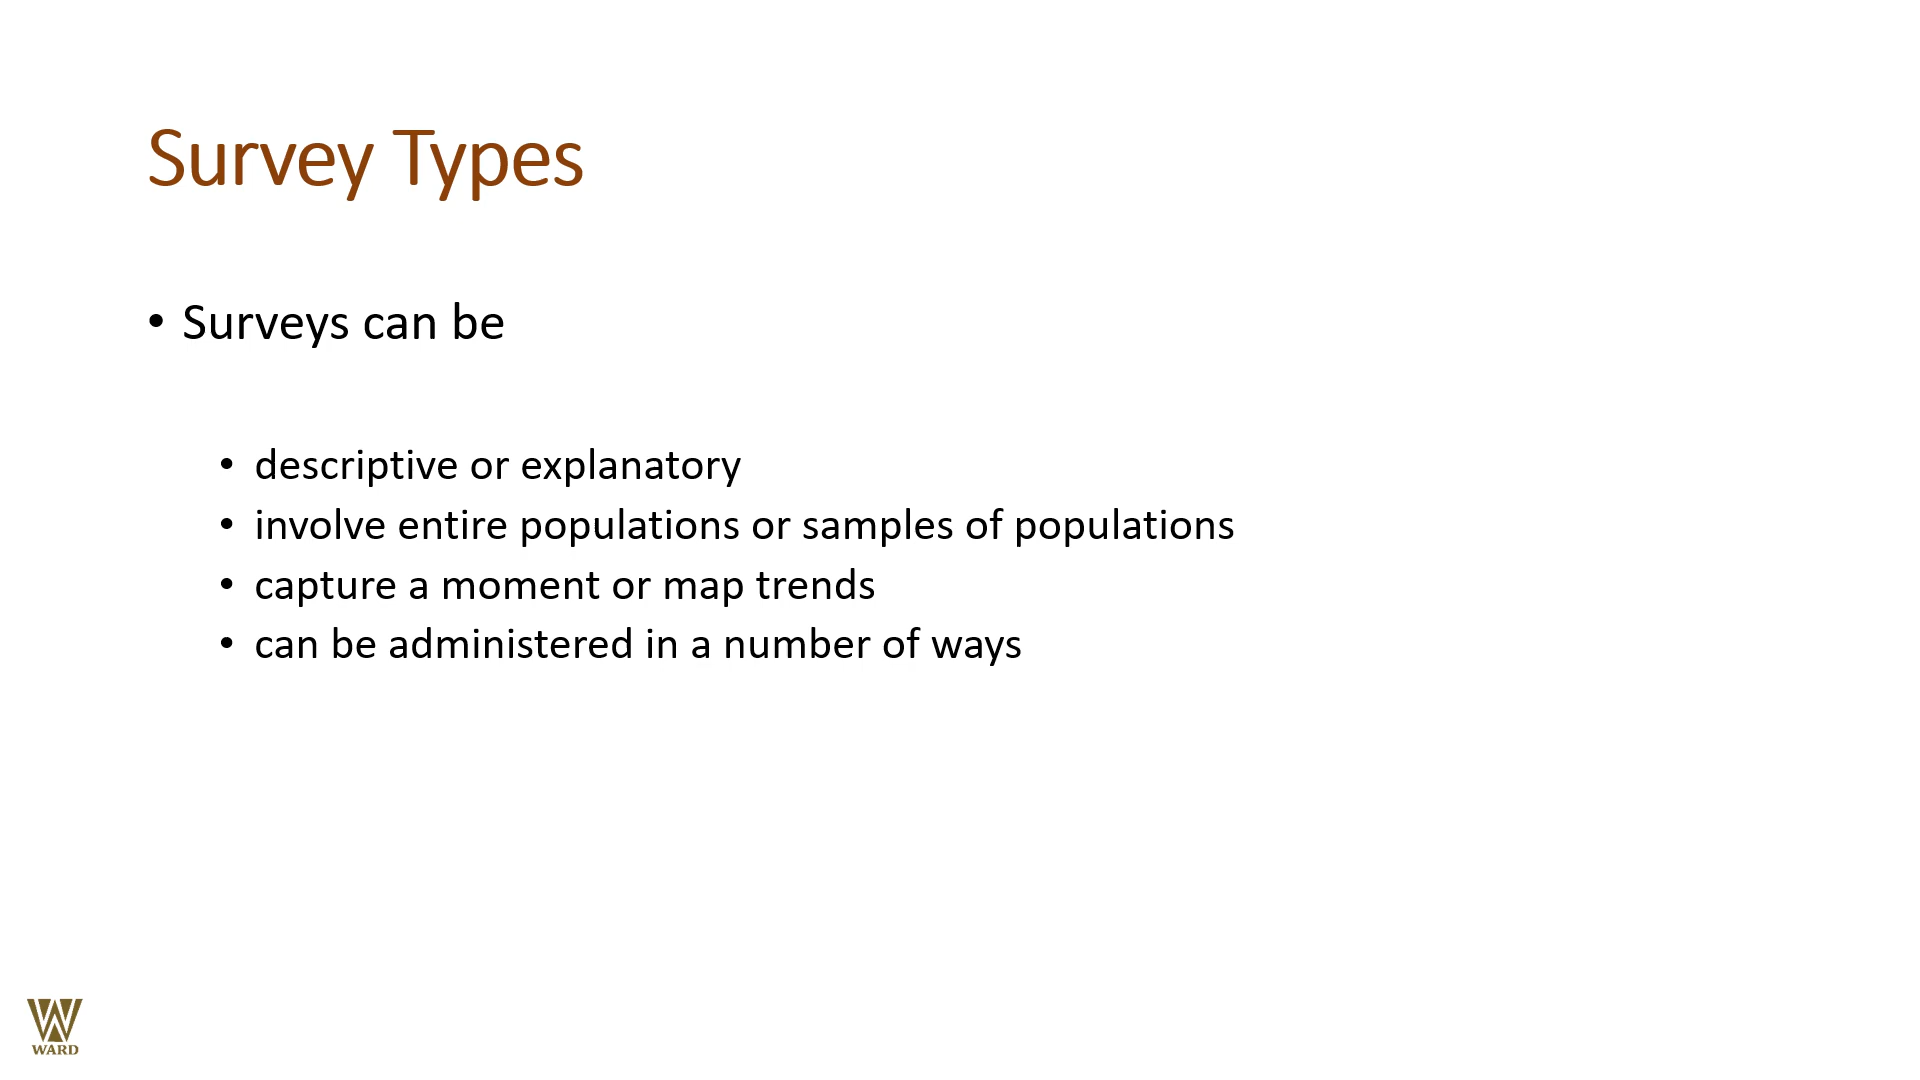 Survey Types
• Surveys can be
• descriptive or explanatory
• involve entire populations or samples of populations
• capture a moment or map trends
• can be administered in a number of ways
WARD